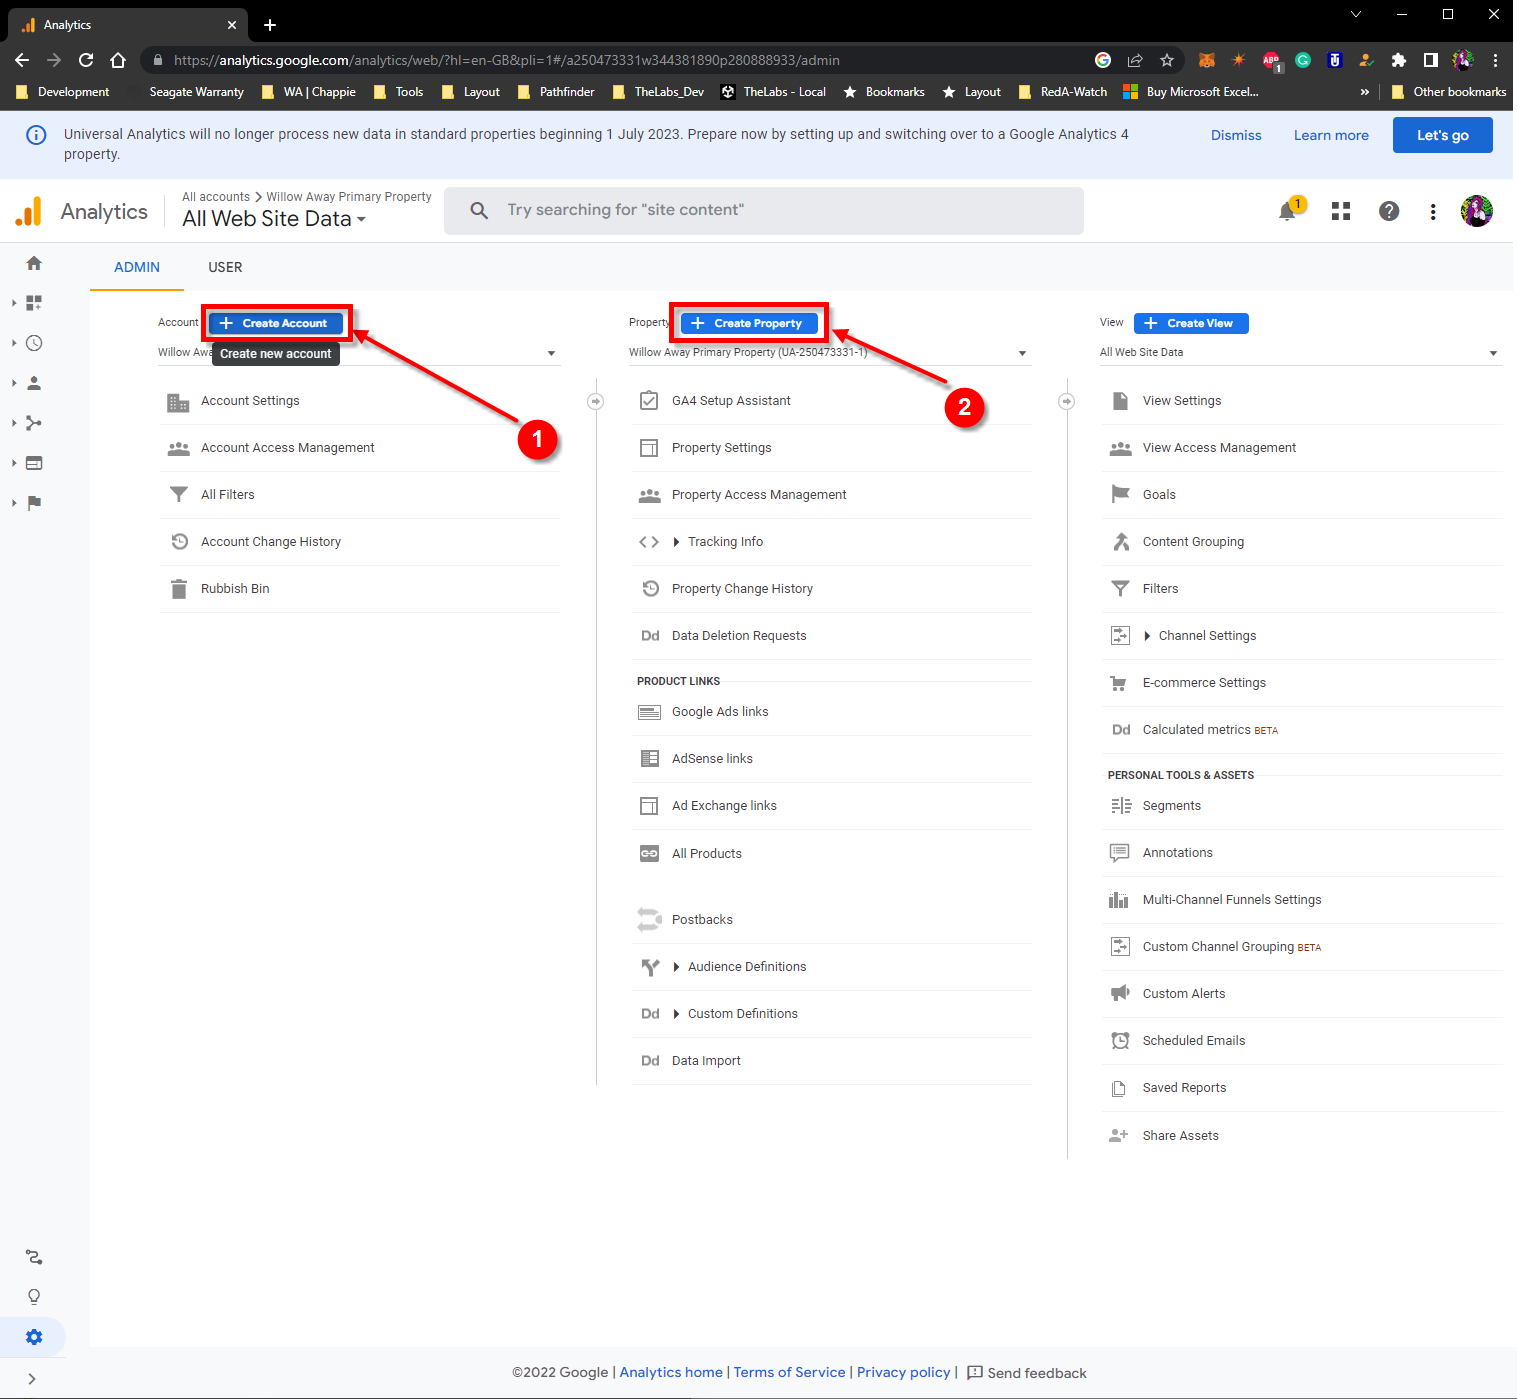 Analytics
https://analytics.google.com/analytics/web/?hl=en-GB&pli=1#/a250473331w344381890p280888933/admin
ABP
1
Development
Seagate Warranty
WA | Chappie
Tools
Layout
Pathfinder
TheLabs_Dev
TheLabs - Local
Bookmarks
Layout
RedA-Watch
Buy Microsoft Excel...
»
Other bookmarks
Universal Analytics will no longer process new data in standard properties beginning 1 July 2023. Prepare now by setting up and switching over to a Google Analytics 4
property.
Dismiss
Learn more
Let's go
Analytics
All accounts > Willow Away Primary Property
All Web Site Data
Try searching for "site content"
1
ADMIN
USER
Account
+ Create Account
Willow Awa
Create new account
1
Account Settings
Account Access Management
All Filters
Account Change History
Rubbish Bin
Property
+ Create Property
Willow Away Primary Property (UA-250473331-1)
2
GA4 Setup Assistant
Property Settings
Property Access Management
Tracking Info
Property Change History
Dd Data Deletion Requests
PRODUCT LINKS
Google Ads links
AdSense links
Ad Exchange links
All Products
Postbacks
Audience Definitions
Dd Custom Definitions
Dd Data Import
View
+ Create View
All Web Site Data
View Settings
View Access Management
Goals
Content Grouping
Filters
Channel Settings
E-commerce Settings
Dd Calculated metrics BETA
PERSONAL TOOLS & ASSETS
Segments
Annotations
Multi-Channel Funnels Settings
Custom Channel Grouping BETA
Custom Alerts
Scheduled Emails
Saved Reports
Share Assets
©2022 Google | Analytics home | Terms of Service | Privacy policy | Send feedback